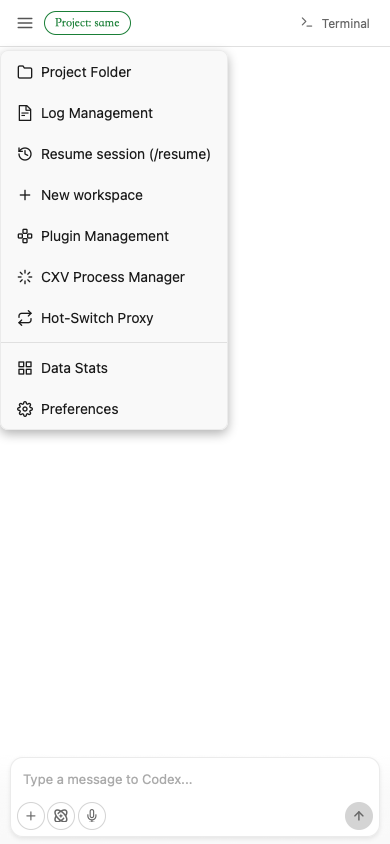 Project: same
Terminal
Project Folder
Log Management
Resume session (/resume)
New workspace
Plugin Management
CXV Process Manager
Hot-Switch Proxy
Data Stats
Preferences
Type a message to Codex...